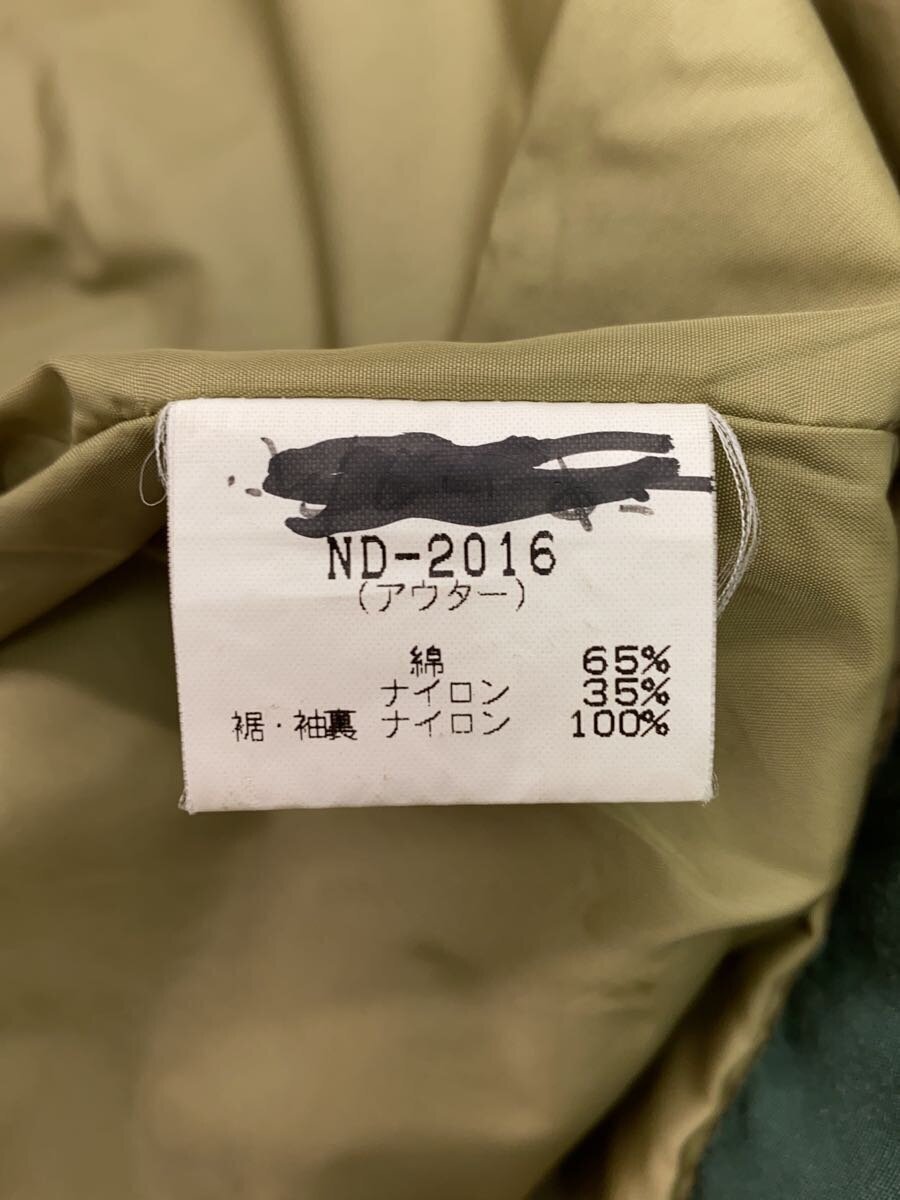 ND-2016
(アウター)
綿 65%
ナイロン 35%
裾・袖裏 ナイロン 100%